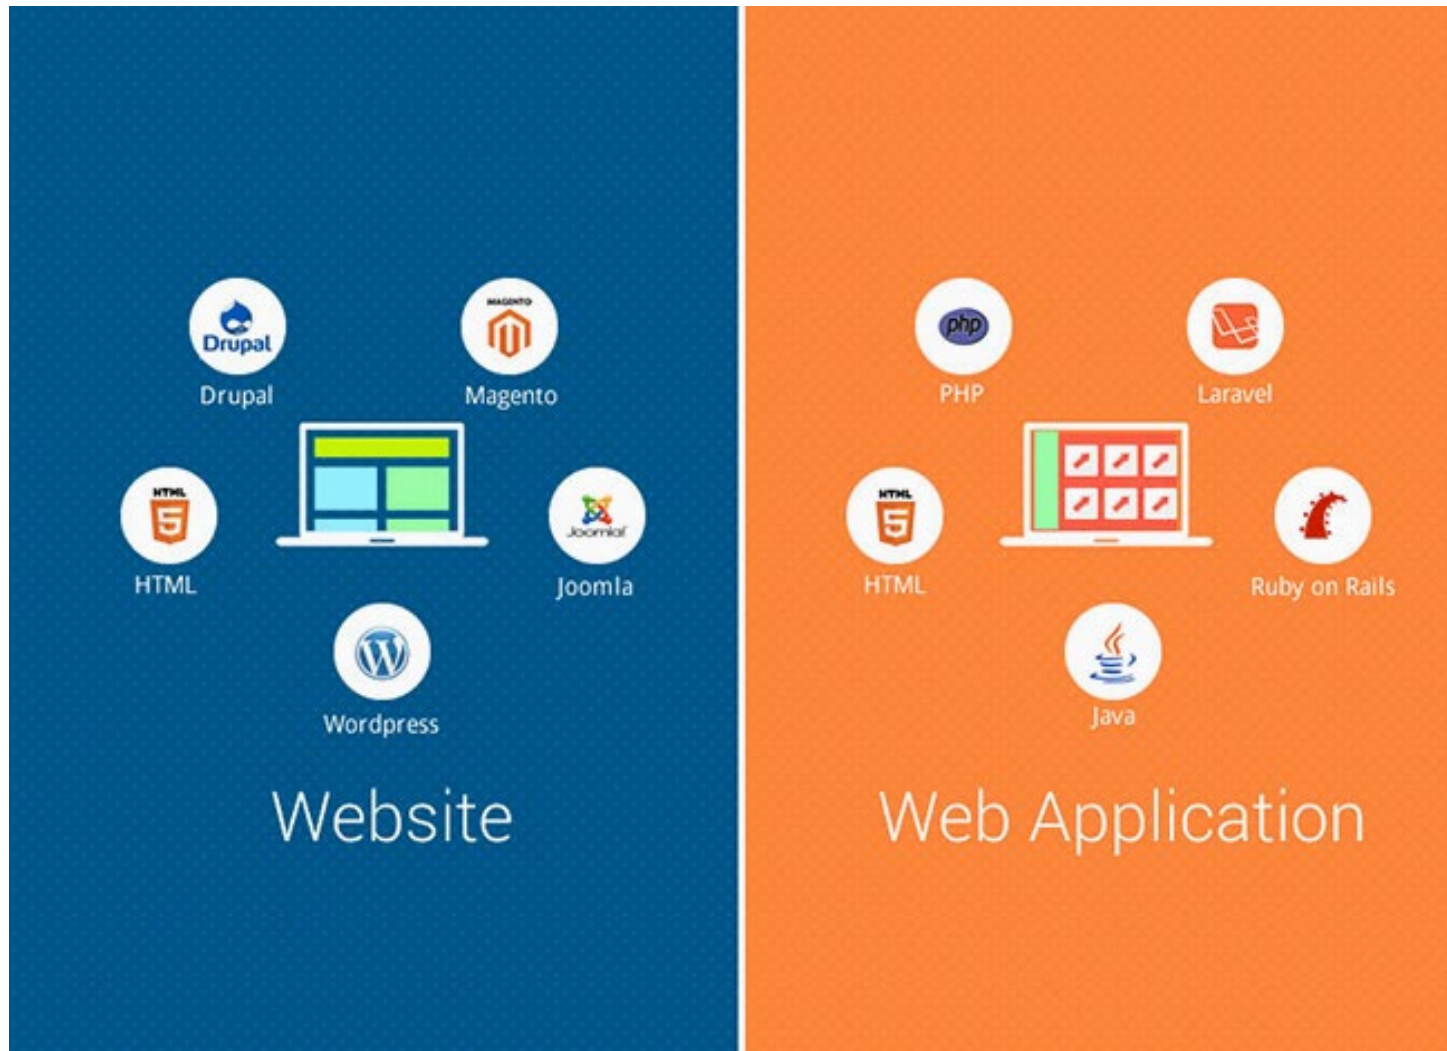 Drupal
Drupal
MAGENTO
Magento
HTML
5
HTML
Joomla!
Joomla
W
Wordpress
Website
php
PHP
Laravel
HTML
5
HTML
Ruby on Rails
Java
Web Application